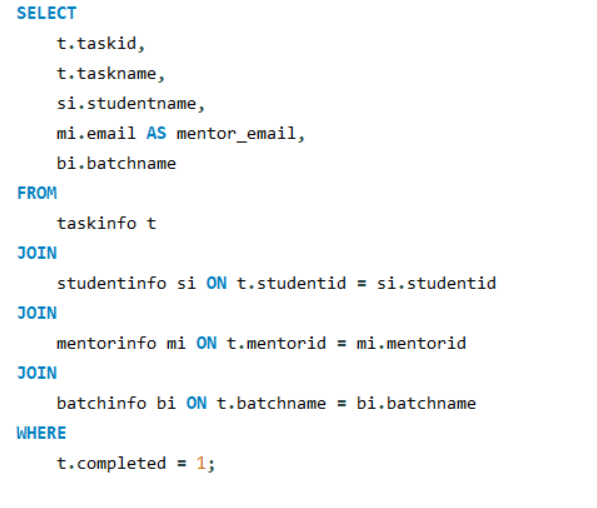 SELECT
    t.taskid,
    t.taskname,
    si.studentname,
    mi.email AS mentor_email,
    bi.batchname
FROM
    taskinfo t
JOIN
    studentinfo si ON t.studentid = si.studentid
JOIN
    mentorinfo mi ON t.mentorid = mi.mentorid
JOIN
    batchinfo bi ON t.batchname = bi.batchname
WHERE
    t.completed = 1;